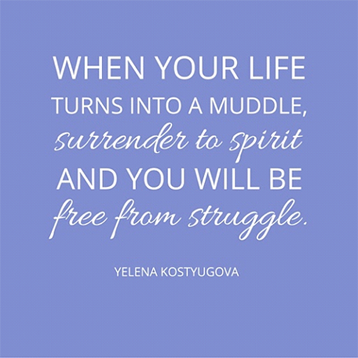 WHEN YOUR LIFE
TURNS INTO A MUDDLE,
surrender to spirit
AND YOU WILL BE
free from struggle.
YELENA KOSTYUGOVA